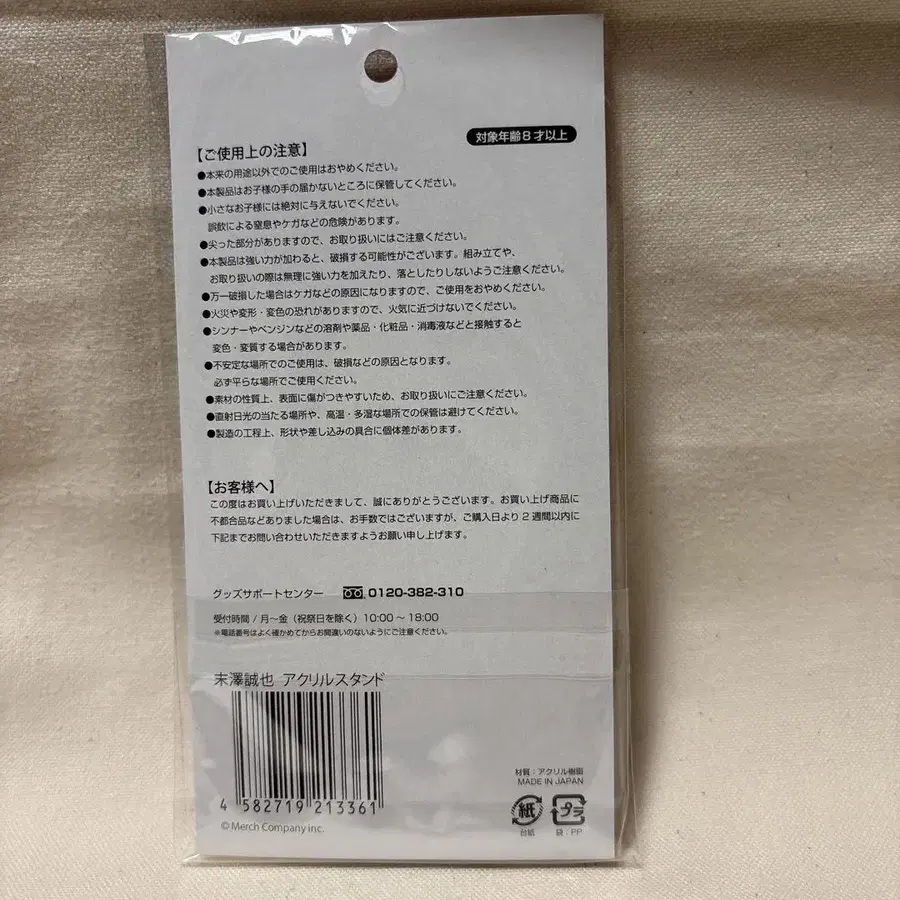 対象年齢8才以上
【ご使用上の注意】
●本来の用途以外でのご使用はおやめください。
●本製品はお子様の手の届かないところに保管してください。
●小さなお子様には絶対に与えないでください。
誤飲による窒息やケガなどの危険があります。
●尖った部分がありますので、お取り扱いにはご注意ください。
●本製品は強い力が加わると、破損する可能性がございます。組み立てや、
お取り扱いの際は無理に強い力を加えたり、落としたりしないようご注意ください。
●万一破損した場合はケガなどの原因になりますので、ご使用をおやめください。
●火災や変形・変色の恐れがありますので、火気に近づけないでください。
●シンナーやベンジンなどの溶剤や薬品・化粧品・消毒液などと接触すると
変色・変質する場合があります。
●不安定な場所でのご使用は、破損などの原因となります。
必ず平らな場所でご使用ください。
●素材の性質上、表面に傷がつきやすいため、お取り扱いにご注意ください。
●直射日光の当たる場所や、高温・多湿な場所での保管は避けてください。
●製造の工程上、形状や差し込みの具合に個体差があります。
【お客様へ】
この度はお買い上げいただきまして、誠にありがとうございます。お買い上げ商品に
不都合品などありました場合は、お手数ではございますが、ご購入日より2週間以内に
下記までお問い合わせいただきますようお願い申し上げます。
グッズサポートセンター 0120-382-310
受付時間 / 月〜金（祝祭日を除く）10:00 〜 18:00
※電話番号はよく確かめてからお間違いのないようにご注意ください。
末澤誠也 アクリルスタンド
4 582719 213361
© Merch Company inc.
材質：アクリル樹脂
MADE IN JAPAN
紙 プラ
台紙 袋：PP